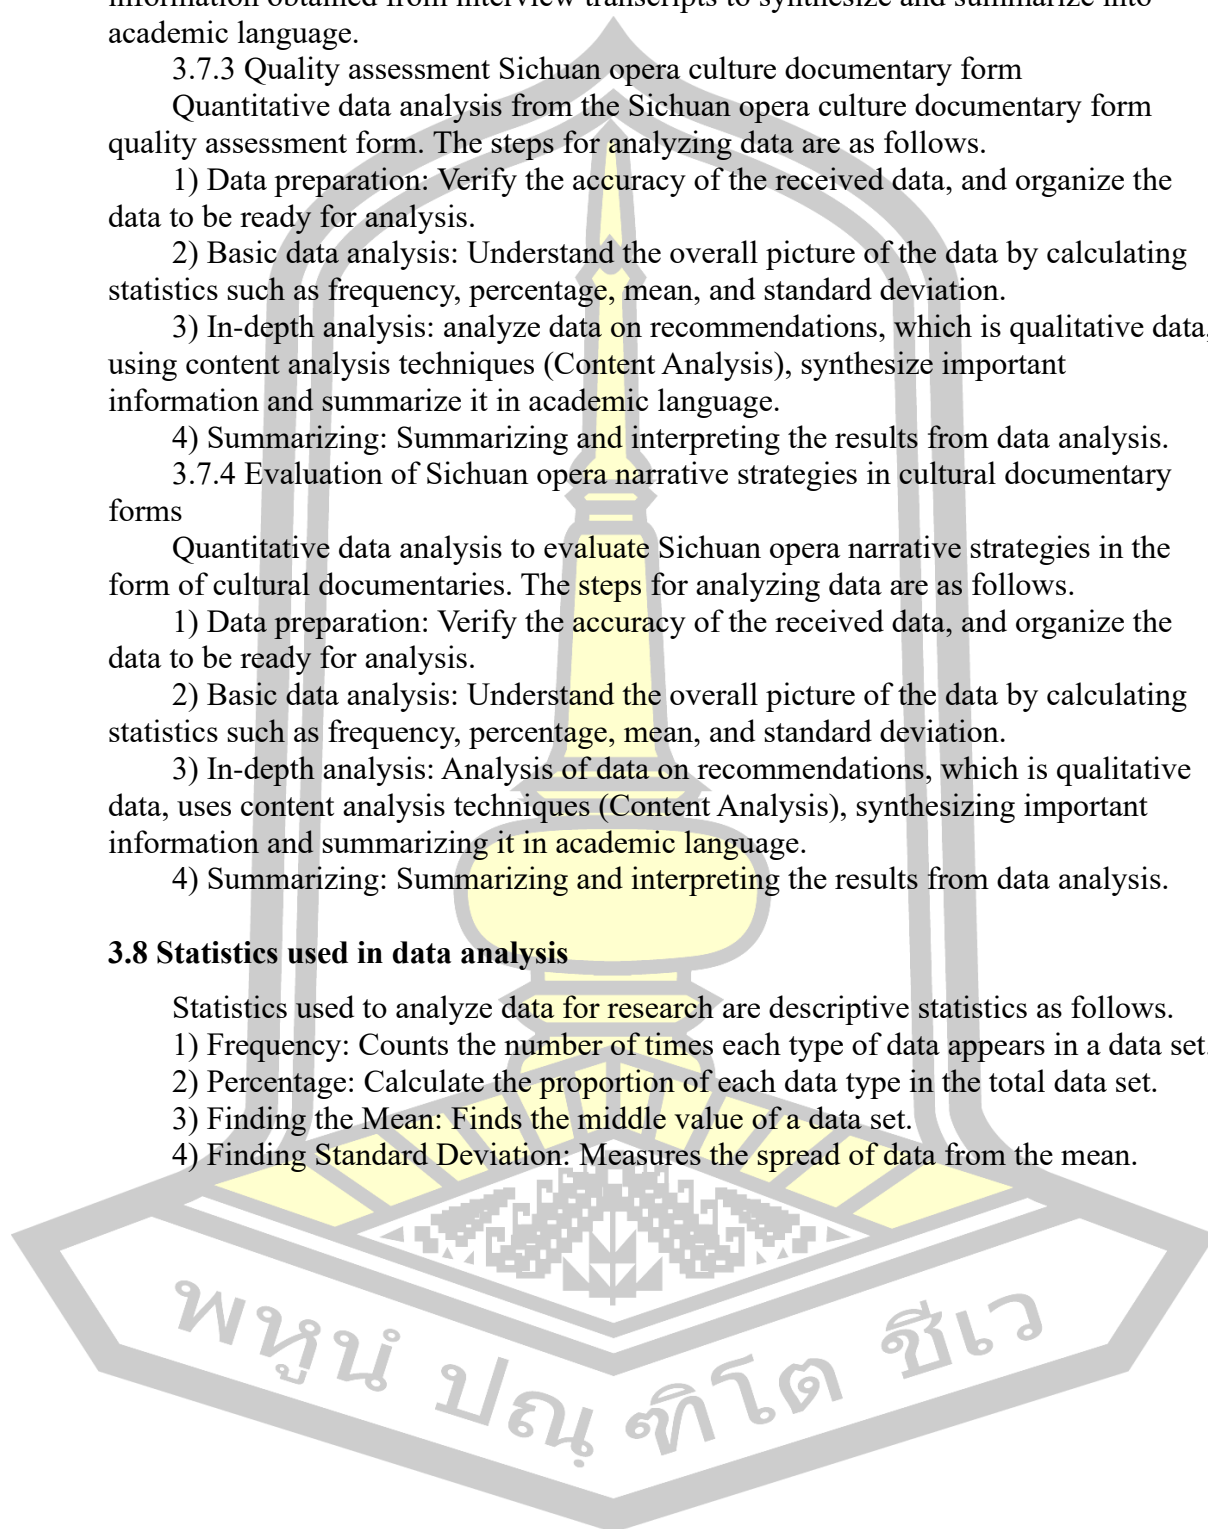 information obtained from interview transcripts to synthesize and summarize into
academic language.
3.7.3 Quality assessment Sichuan opera culture documentary form
Quantitative data analysis from the Sichuan opera culture documentary form
quality assessment form. The steps for analyzing data are as follows.
1) Data preparation: Verify the accuracy of the received data, and organize the
data to be ready for analysis.
2) Basic data analysis: Understand the overall picture of the data by calculating
statistics such as frequency, percentage, mean, and standard deviation.
3) In-depth analysis: analyze data on recommendations, which is qualitative data,
using content analysis techniques (Content Analysis), synthesize important
information and summarize it in academic language.
4) Summarizing: Summarizing and interpreting the results from data analysis.
3.7.4 Evaluation of Sichuan opera narrative strategies in cultural documentary
forms
Quantitative data analysis to evaluate Sichuan opera narrative strategies in the
form of cultural documentaries. The steps for analyzing data are as follows.
1) Data preparation: Verify the accuracy of the received data, and organize the
data to be ready for analysis.
2) Basic data analysis: Understand the overall picture of the data by calculating
statistics such as frequency, percentage, mean, and standard deviation.
3) In-depth analysis: Analysis of data on recommendations, which is qualitative
data, uses content analysis techniques (Content Analysis), synthesizing important
information and summarizing it in academic language.
4) Summarizing: Summarizing and interpreting the results from data analysis.
3.8 Statistics used in data analysis
Statistics used to analyze data for research are descriptive statistics as follows.
1) Frequency: Counts the number of times each type of data appears in a data set.
2) Percentage: Calculate the proportion of each data type in the total data set.
3) Finding the Mean: Finds the middle value of a data set.
4) Finding Standard Deviation: Measures the spread of data from the mean.
พหูนํ ปณฺฑิโต ชีเว